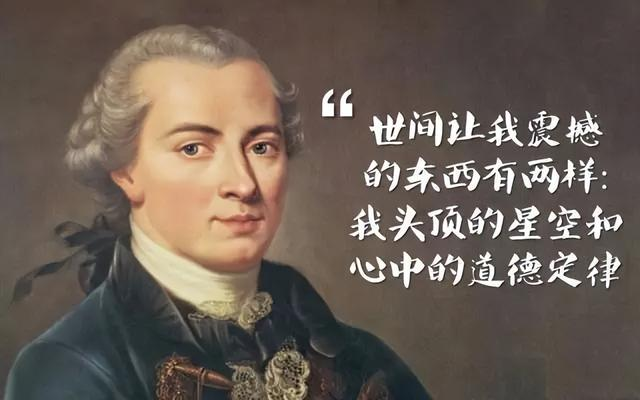 “
世间让我震撼
的东西有两样:
我头顶的星空和
心中的道德定律